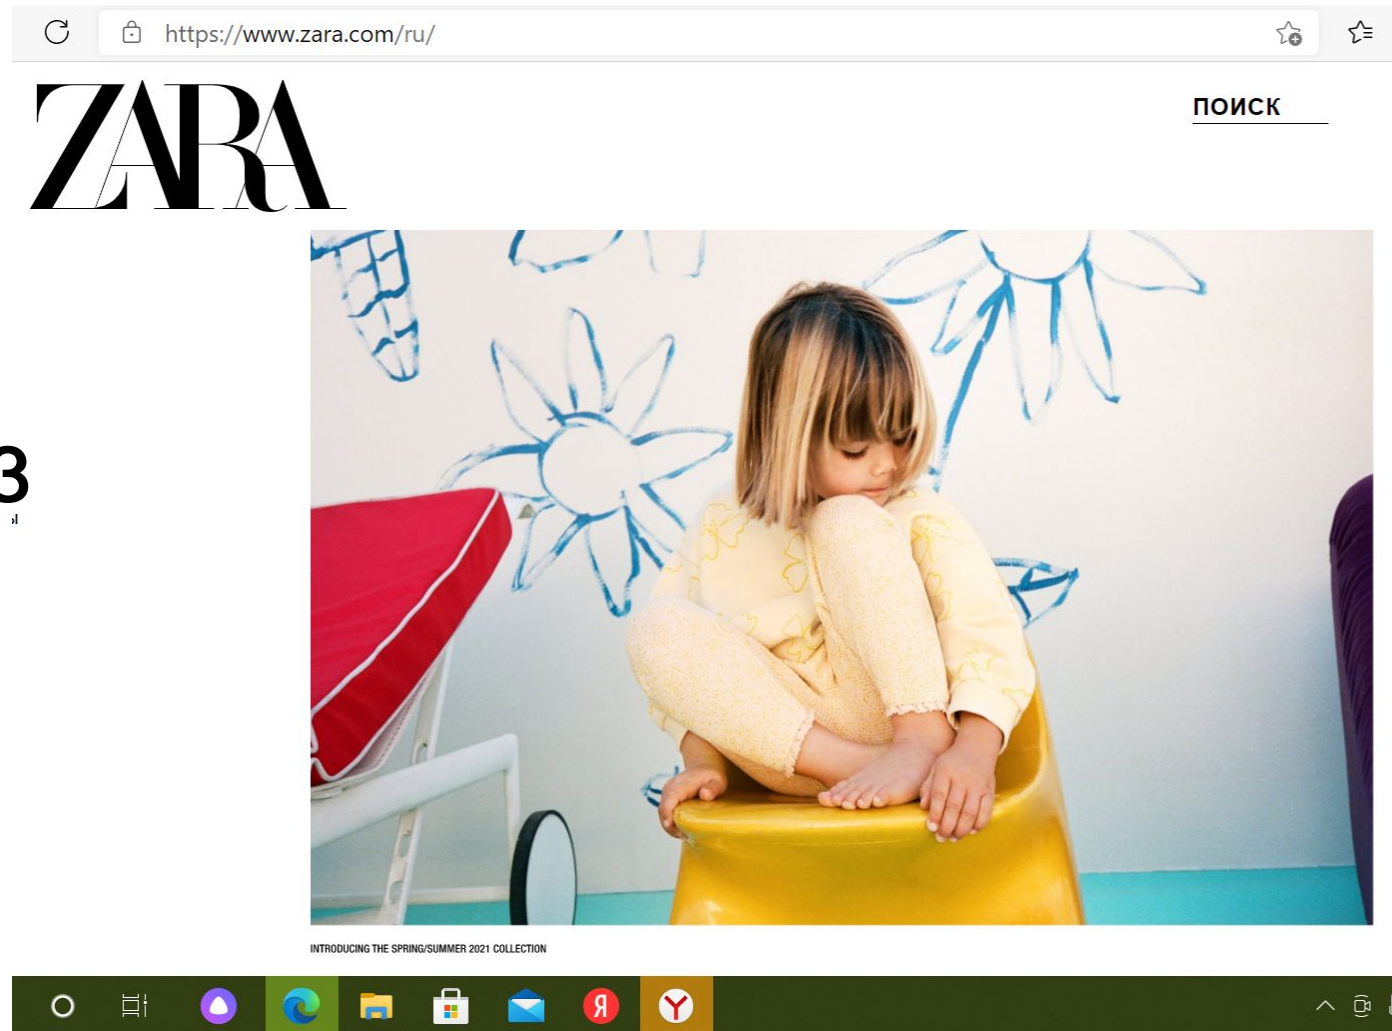 https://www.zara.com/ru/
ZARA
ПОИСК
З
ы
INTRODUCING THE SPRING/SUMMER 2021 COLLECTION
Я
Y